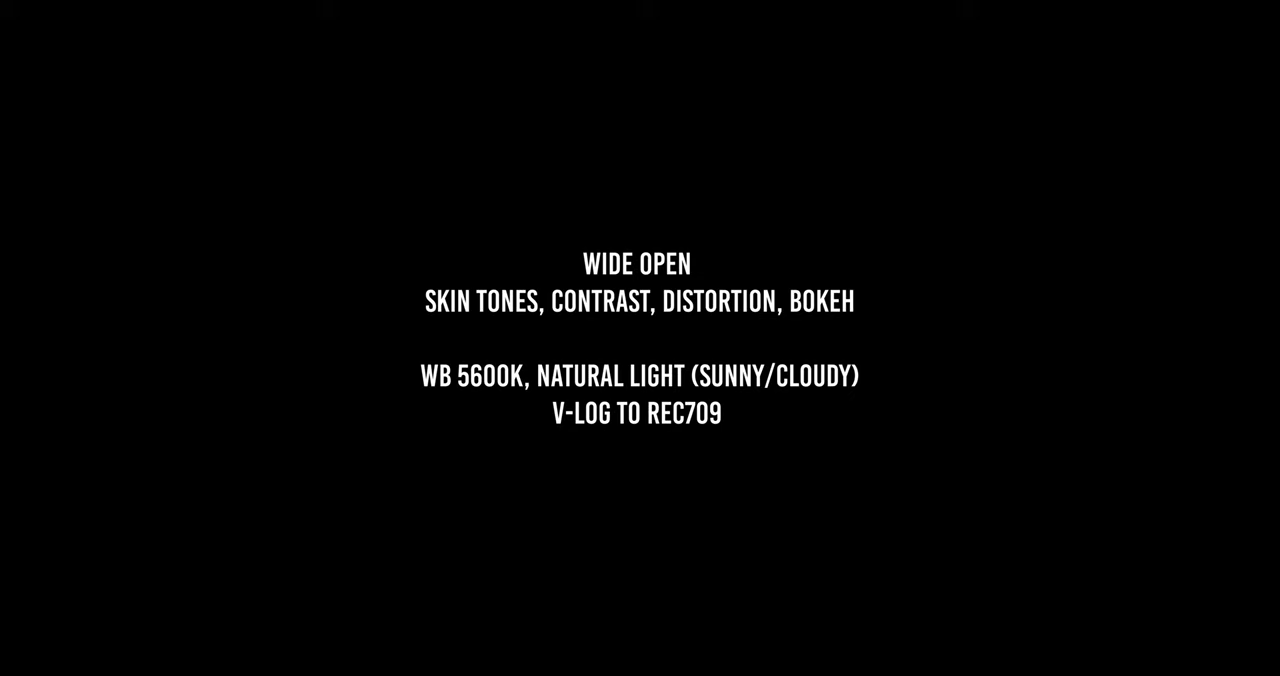 WIDE OPEN
SKIN TONES, CONTRAST, DISTORTION, BOKEH
WB 5600K, NATURAL LIGHT (SUNNY/CLOUDY)
V-LOG TO REC709